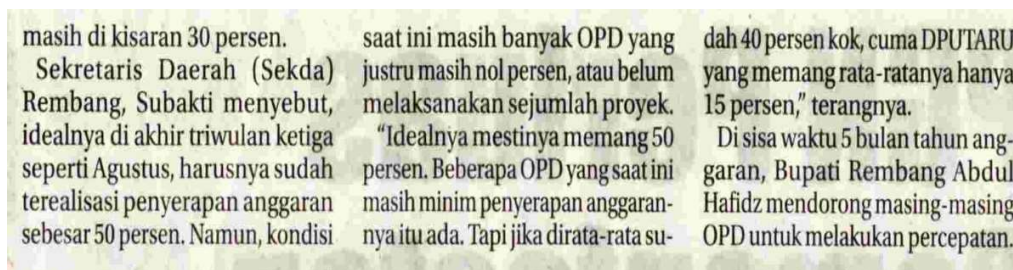 masih di kisaran 30 persen.
Sekretaris Daerah (Sekda)
Rembang, Subakti menyebut,
idealnya di akhir triwulan ketiga
seperti Agustus, harusnya sudah
terealisasi penyerapan anggaran
sebesar 50 persen. Namun, kondisi
saat ini masih banyak OPD yang
justru masih nol persen, atau belum
melaksanakan sejumlah proyek.
“Idealnya mestinya memang 50
persen. Beberapa OPD yang saat ini
masih minim penyerapan anggaran-
nya itu ada. Tapi jika dirata-rata su-
dah 40 persen kok, cuma DPUTARU
yang memang rata-ratanya hanya
15 persen,” terangnya.
Di sisa waktu 5 bulan tahun ang-
garan, Bupati Rembang Abdul
Hafidz mendorong masing-masing
OPD untuk melakukan percepatan.